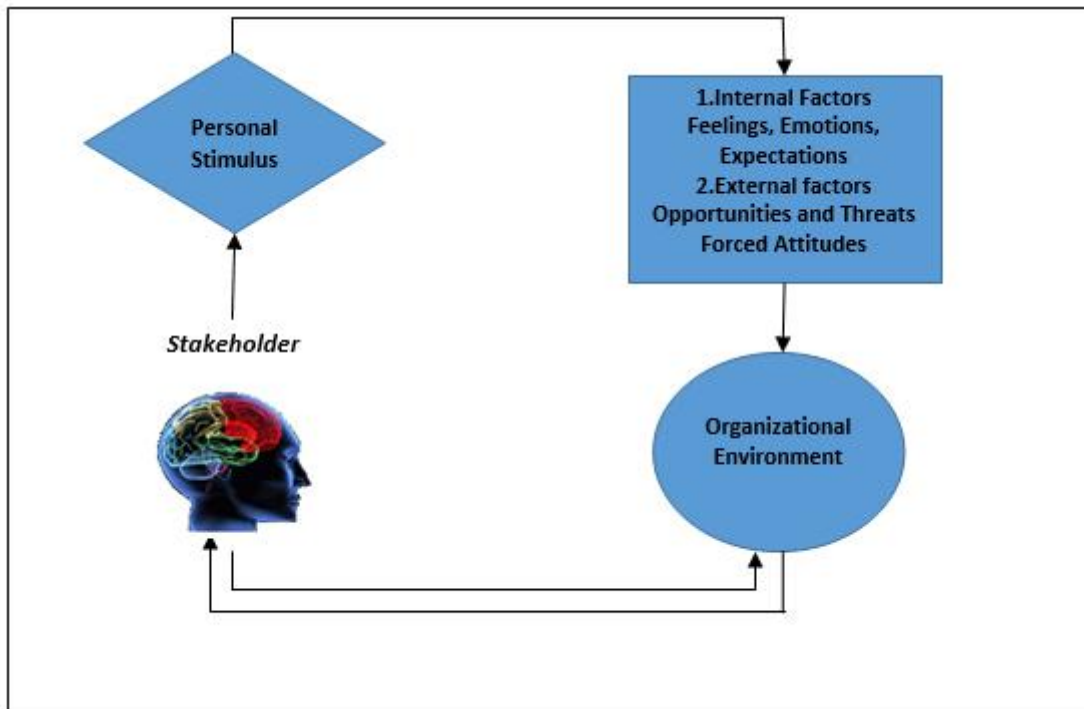 Personal
Stimulus
1.Internal Factors
Feelings, Emotions,
Expectations
2.External factors
Opportunities and Threats
Forced Attitudes
Stakeholder
Organizational
Environment